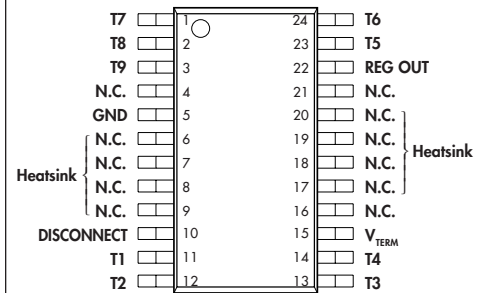 T7 1 24 T6
T8 2 23 T5
T9 3 22 REG OUT
N.C. 4 21 N.C.
GND 5 20 N.C.
N.C. 6 19 N.C.
Heatsink N.C. 7 18 N.C. Heatsink
N.C. 8 17 N.C.
N.C. 9 16 N.C.
DISCONNECT 10 15 VTERM
T1 11 14 T4
T2 12 13 T3